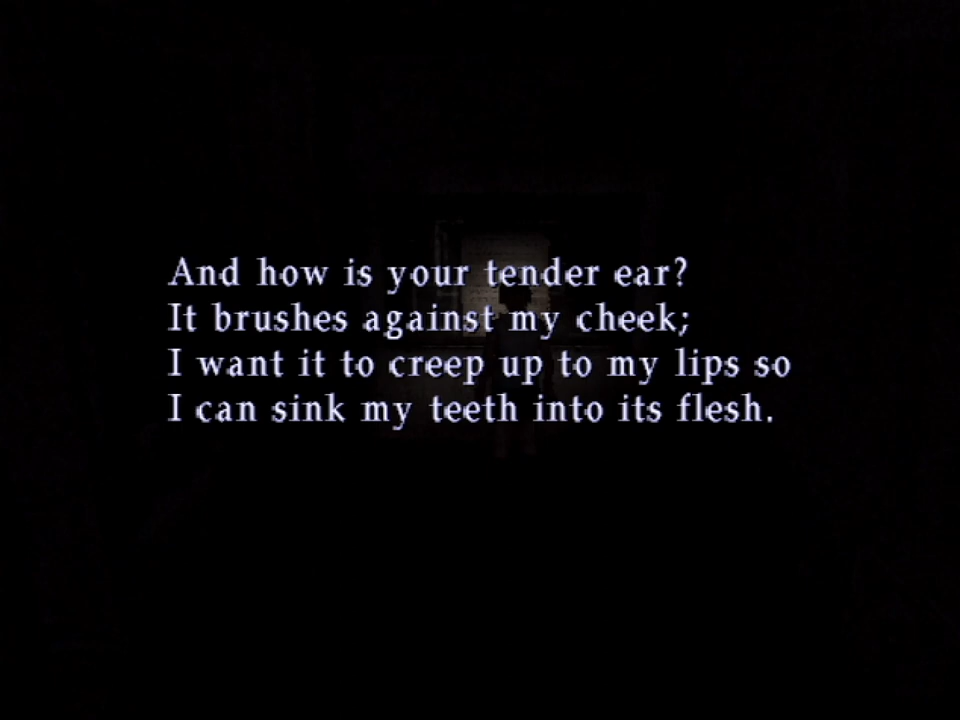 And how is your tender ear?
It brushes against my cheek;
I want it to creep up to my lips so
I can sink my teeth into its flesh.